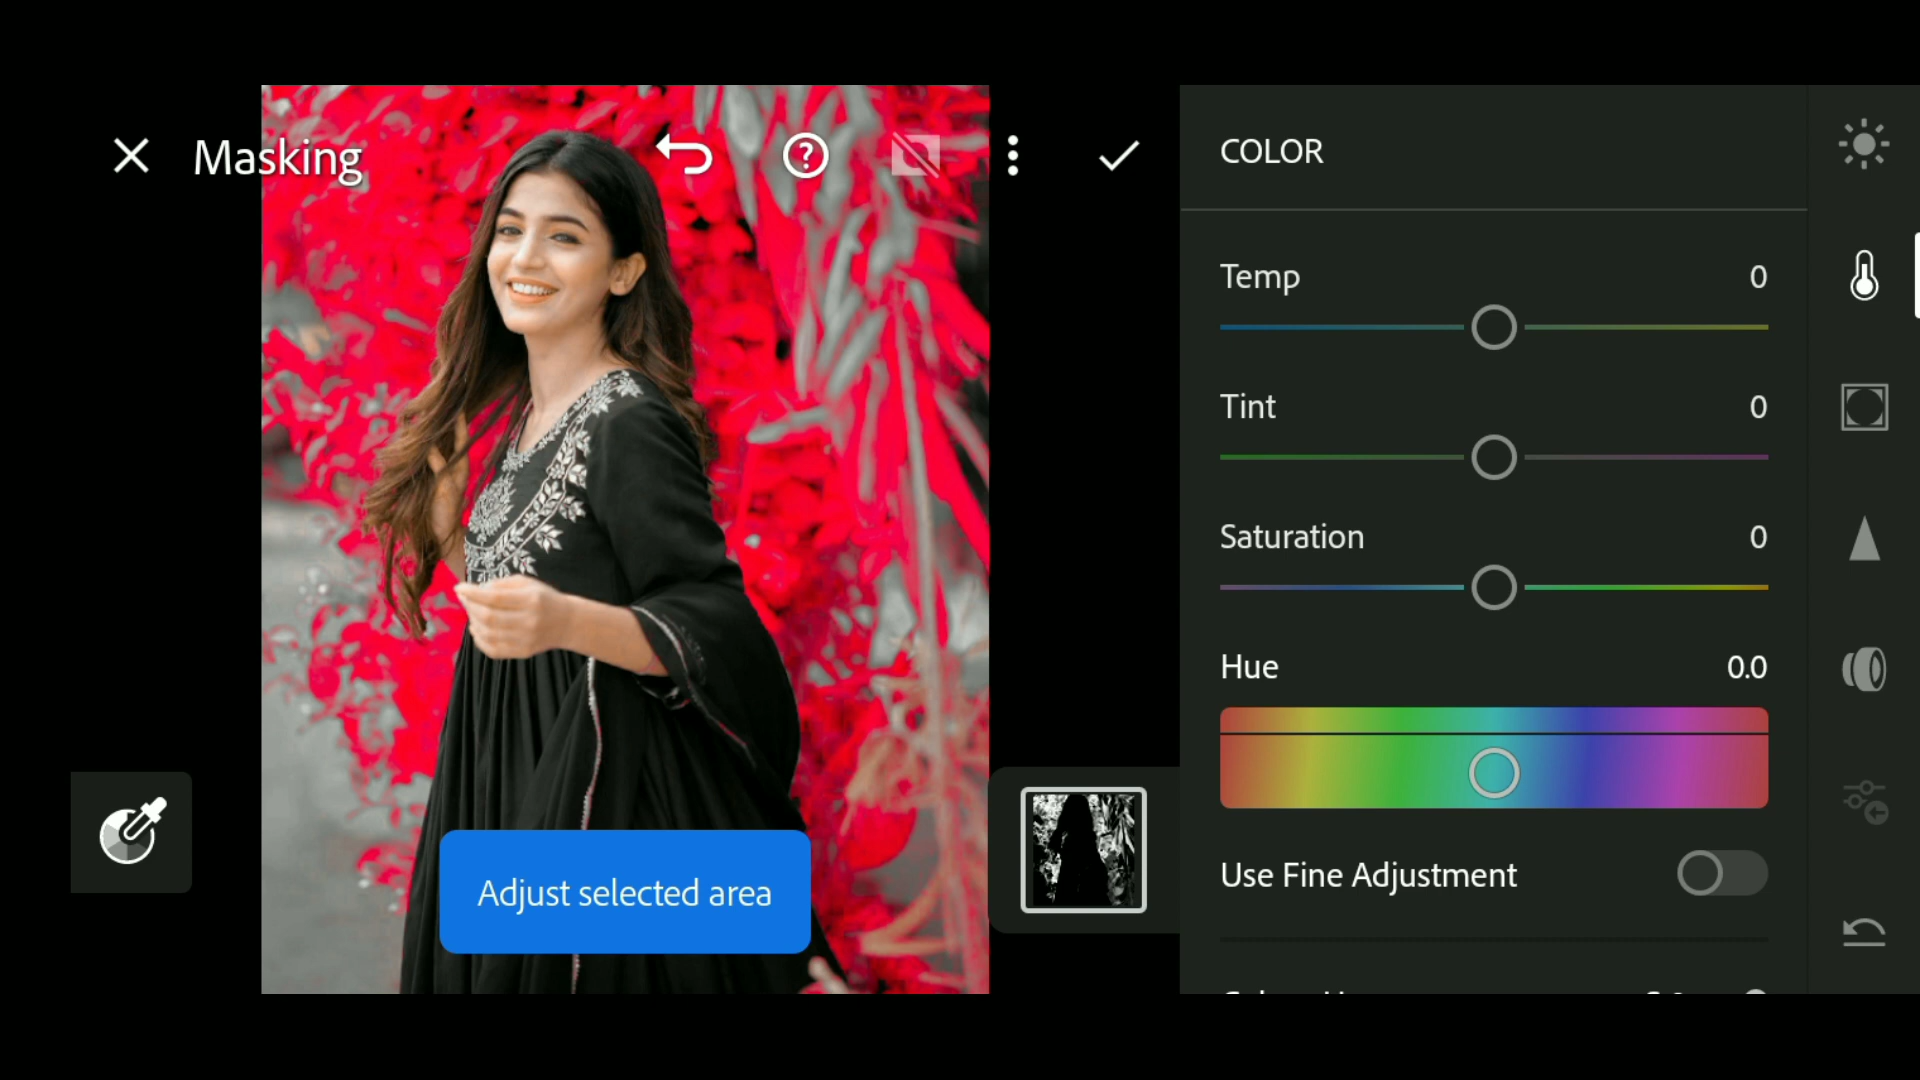 Masking
COLOR
Temp 0
Tint 0
Saturation 0
Hue 0.0
Use Fine Adjustment
Adjust selected area